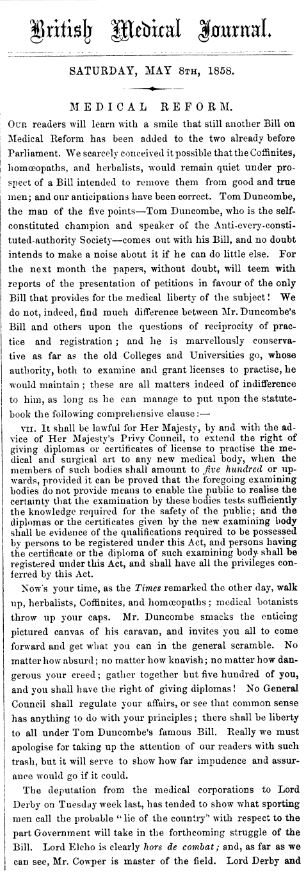 British Medical Journal.
SATURDAY, MAY 8TH, 1858.
MEDICAL REFORM.
OUR readers will learn with a smile that still another Bill on
Medical Reform has been added to the two already before
Parliament. We scarcely conceived it possible that the Coffinites,
homœopaths, and herbalists, would remain quiet under pro-
spect of a Bill intended to remove them from good and true
men; and our anticipations have been correct. Tom Duncombe,
the man of the five points—Tom Duncombe, who is the self-
constituted champion and speaker of the Anti-every-consti-
tuted-authority Society—comes out with his Bill, and no doubt
intends to make a noise about it if he can do little else. For
the next month the papers, without doubt, will teem with
reports of the presentation of petitions in favour of the only
Bill that provides for the medical liberty of the subject! We
do not, indeed, find much difference between Mr. Duncombe's
Bill and others upon the questions of reciprocity of prac-
tice and registration; and he is marvellously conserva-
tive as far as the old Colleges and Universities go, whose
authority, both to examine and grant licenses to practise, he
would maintain; these are all matters indeed of indifference
to him, as long as he can manage to put upon the statute-
book the following comprehensive clause:—
VII. It shall be lawful for Her Majesty, by and with the ad-
vice of Her Majesty's Privy Council, to extend the right of
giving diplomas or certificates of license to practise the me-
dical and surgical art to any new medical body, when the
members of such bodies shall amount to five hundred or up-
wards, provided it can be proved that the foregoing examining
bodies do not provide means to enable the public to realise the
certainty that the examination by these bodies tests sufficiently
the knowledge required for the safety of the public; and the
diplomas or the certificates given by the new examining body
shall be evidence of the qualifications required to be possessed
by persons to be registered under this Act, and persons having
the certificate or the diploma of such examining body shall be
registered under this Act, and shall have all the privileges con-
ferred by this Act.
Now's your time, as the Times remarked the other day, walk
up, herbalists, Coffinites, and homœopaths; medical botanists
throw up your caps. Mr. Duncombe smacks the enticing
pictured canvas of his caravan, and invites you all to come
forward and get what you can in the general scramble. No
matter how absurd; no matter how knavish; no matter how dan-
gerous your creed; gather together but five hundred of you,
and you shall have the right of giving diplomas! No General
Council shall regulate your affairs, or see that common sense
has anything to do with your principles; there shall be liberty
to all under Tom Duncombe's famous Bill. Really we must
apologise for taking up the attention of our readers with such
trash, but it will serve to show how far impudence and assur-
ance would go if it could.
The deputation from the medical corporations to Lord
Derby on Tuesday week last, has tended to show what sporting
men call the probable "lie of the country" with respect to the
part Government will take in the forthcoming struggle of the
Bill. Lord Elcho is clearly hors de combat; and, as far as we
can see, Mr. Cowper is master of the field. Lord Derby and